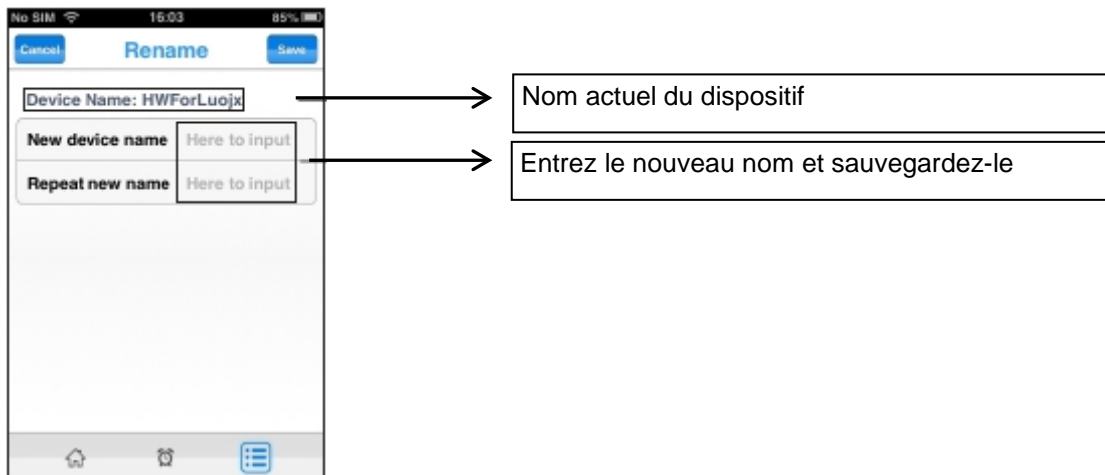 No SIM 16:03 85%
Cancel Rename Save
Device Name: HWForLuojx
Nom actuel du dispositif
New device name Here to input
Entrez le nouveau nom et sauvegardez-le
Repeat new name Here to input